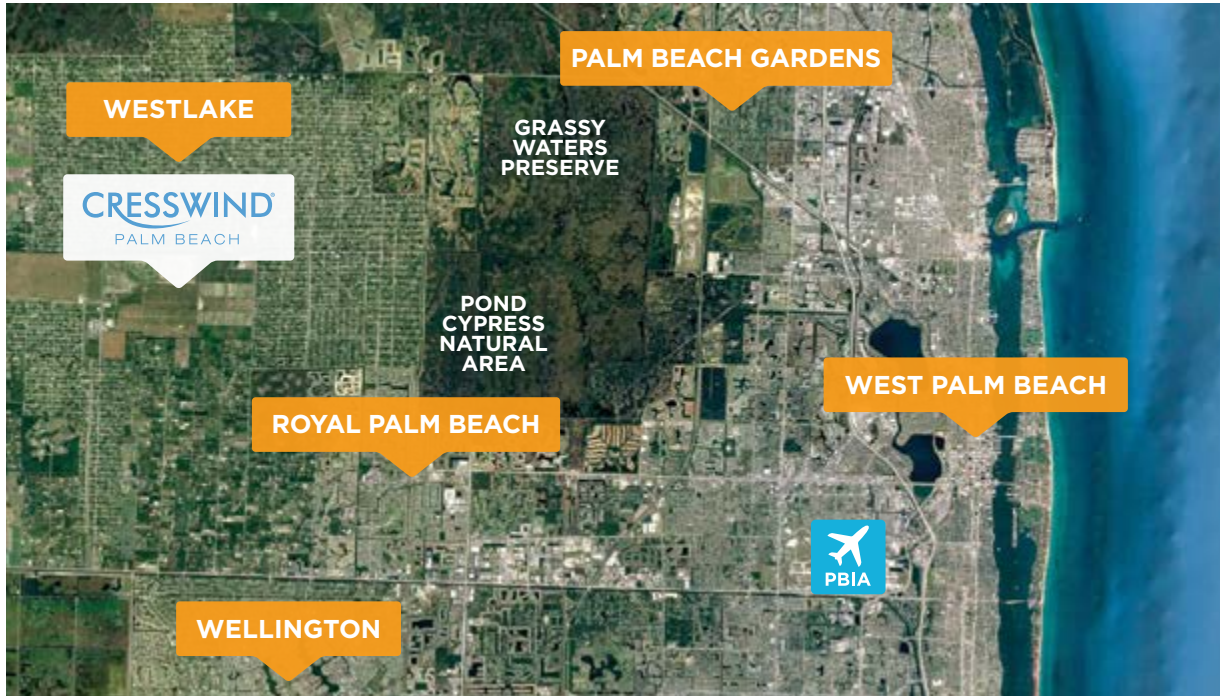 PALM BEACH GARDENS
WESTLAKE
GRASSY
WATERS
PRESERVE
CRESSWIND®
PALM BEACH
POND
CYPRESS
NATURAL
AREA
WEST PALM BEACH
ROYAL PALM BEACH
PBIA
WELLINGTON